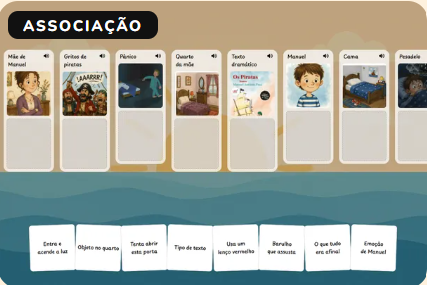 ASSOCIAÇÃO
Mãe de
Manuel
Gritos de
piratas
Pânico
Quarto
da mãe
Texto
dramático
Manuel
Cama
Pesadelo
AAARRR!
Os Piratas
Entra e
acende a luz
Objeto no quarto
Tenta abrir
esta porta
Tipo de texto
Usa um
lenço vermelho
Barulho
que assusta
O que tudo
era afinal
Emoção
de Manuel